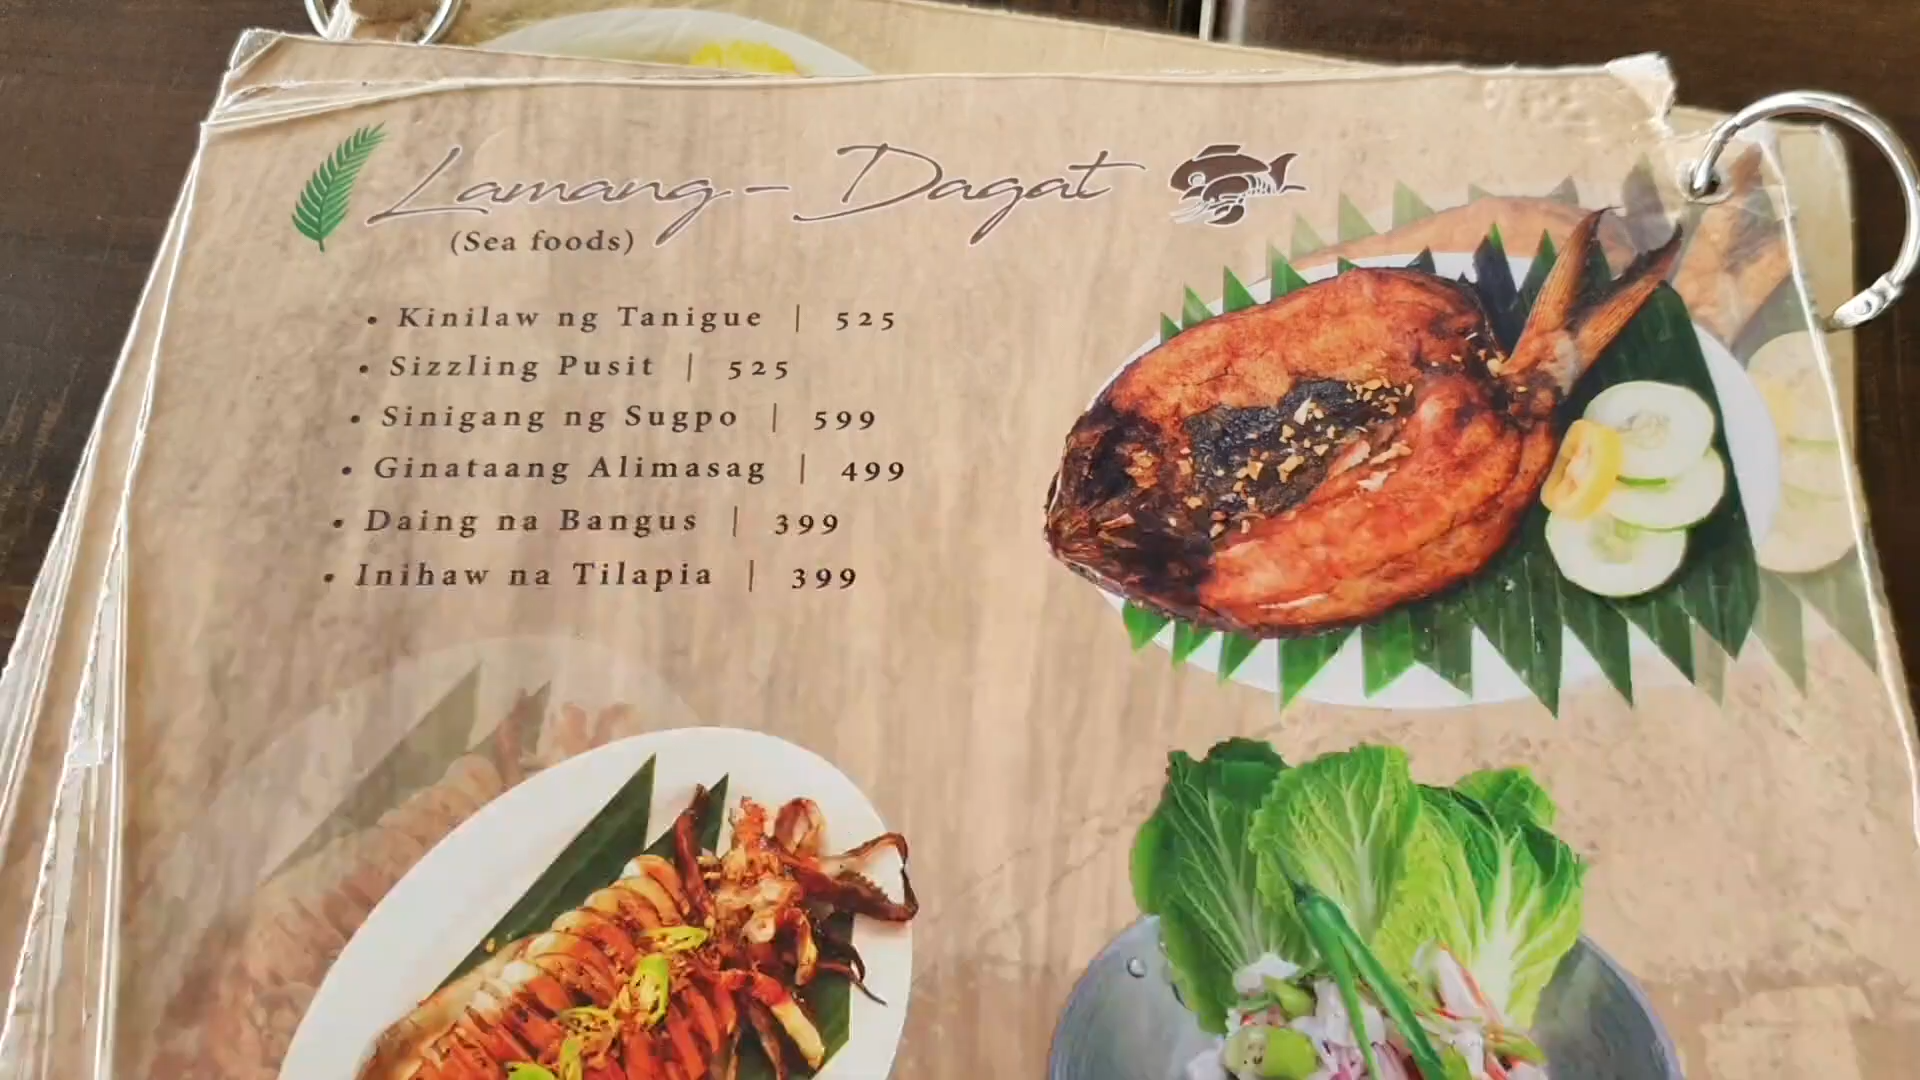 Lamang - Dagat
(Sea foods)
• Kinilaw ng Tanigue | 525
• Sizzling Pusit | 525
• Sinigang ng Sugpo | 599
• Ginataang Alimasag | 499
• Daing na Bangus | 399
• Inihaw na Tilapia | 399